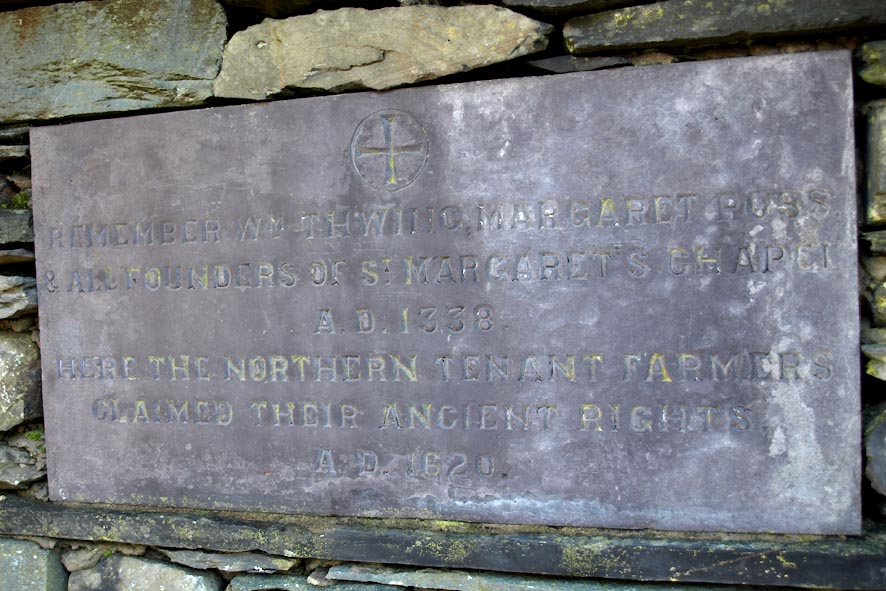 REMEMBER WM THWING, MARGARET ROSS.
& ALL FOUNDERS OF ST MARGARET'S CHAPEL
A.D. 1338.
HERE THE NORTHERN TENANT FARMERS
CLAIMED THEIR ANCIENT RIGHTS.
A.D. 1620.